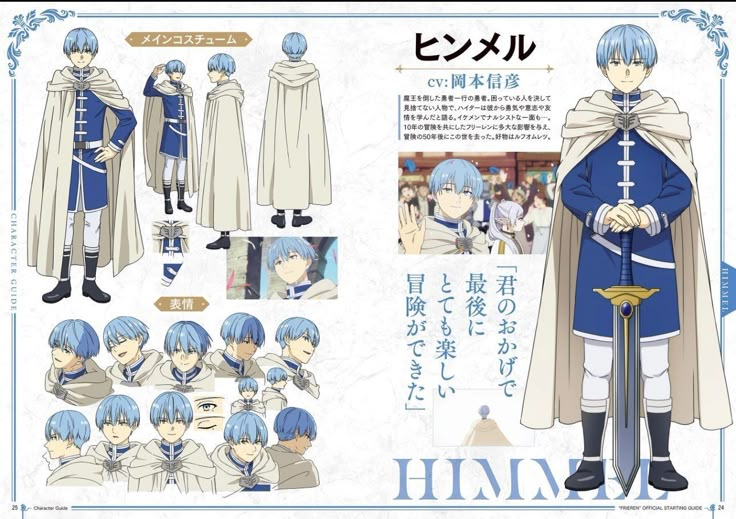 メインコスチューム
表情
CHARACTER GUIDE
25 Character Guide
ヒンメル
cv:岡本信彦
魔王を倒した勇者一行の勇者。困っている人を決して
見捨てない人物で、ハイターは彼から勇気や意志や友
情を学んだと語る。イケメンでナルシストな一面も…。
10年の冒険を共にしたフリーレンに多大な影響を与え、
冒険の50年後にこの世を去った。好物はルフオムレツ。
「君のおかげで
最後に
とても楽しい
冒険ができた」
HIMMEL
HIMMEL
"FRIEREN" OFFICIAL STARTING GUIDE 24